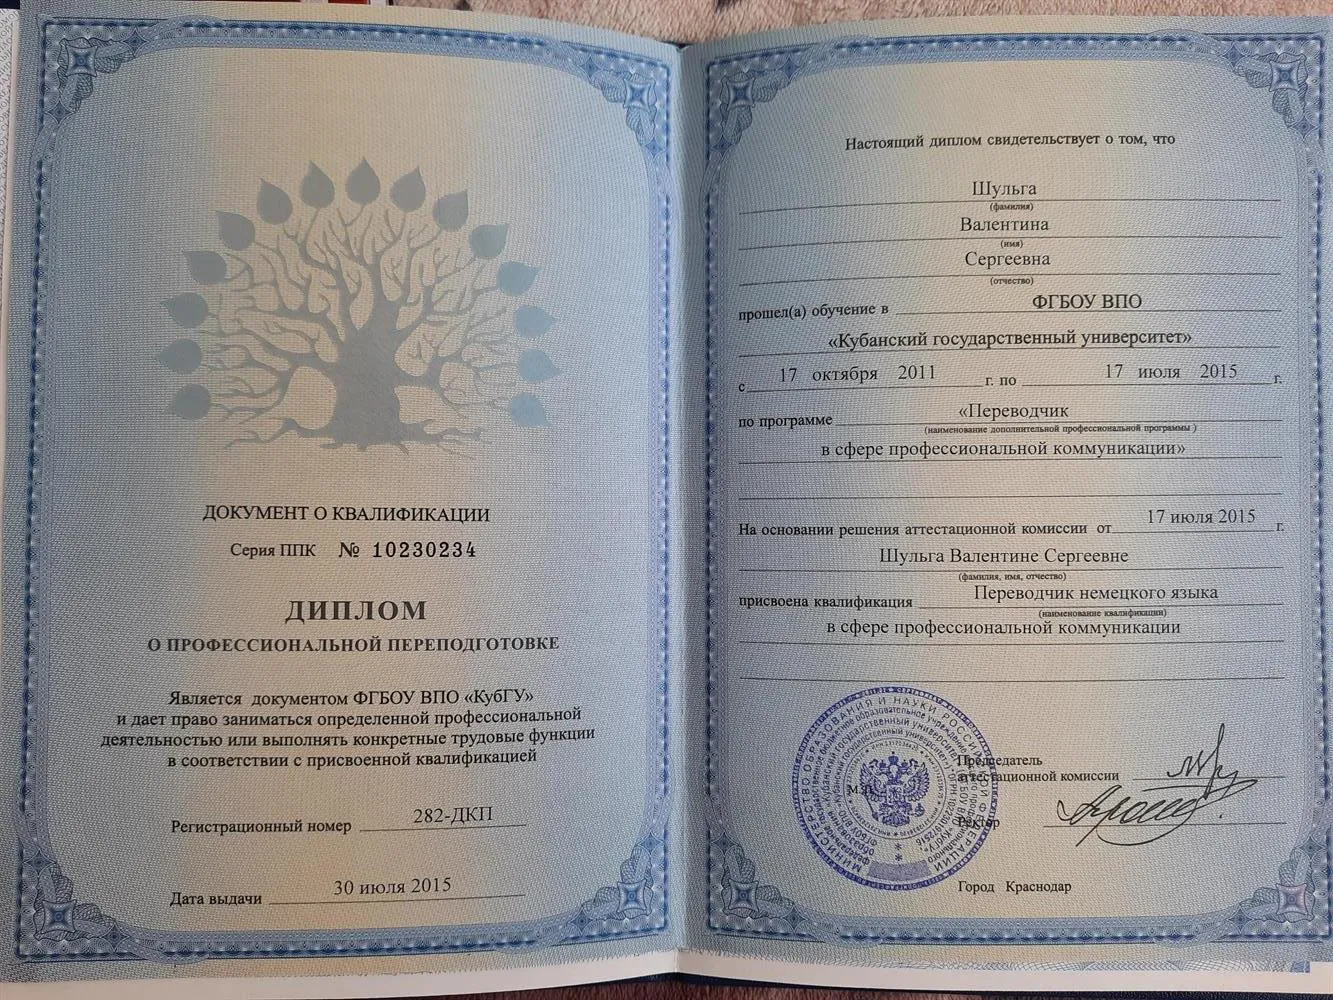 ДОКУМЕНТ О КВАЛИФИКАЦИИ
Серия ППК № 10230234
ДИПЛОМ
О ПРОФЕССИОНАЛЬНОЙ ПЕРЕПОДГОТОВКЕ
Является документом ФГБОУ ВПО «КубГУ»
и дает право заниматься определенной профессиональной
деятельностью или выполнять конкретные трудовые функции
в соответствии с присвоенной квалификацией
Регистрационный номер 282-ДКП
Дата выдачи 30 июля 2015
Настоящий диплом свидетельствует о том, что
Шульга
(фамилия)
Валентина
(имя)
Сергеевна
(отчество)
прошел(а) обучение в ФГБОУ ВПО
«Кубанский государственный университет»
с 17 октября 2011 г. по 17 июля 2015 г.
по программе «Переводчик
(наименование дополнительной профессиональной программы)
в сфере профессиональной коммуникации»
На основании решения аттестационной комиссии от 17 июля 2015 г.
Шульга Валентине Сергеевне
(фамилия, имя, отчество)
присвоена квалификация Переводчик немецкого языка
(наименование квалификации)
в сфере профессиональной коммуникации
МИНИСТЕРСТВО ОБРАЗОВАНИЯ И НАУКИ РОССИЙСКОЙ ФЕДЕРАЦИИ
М.П.
Председатель
аттестационной комиссии
Ректор
Город Краснодар